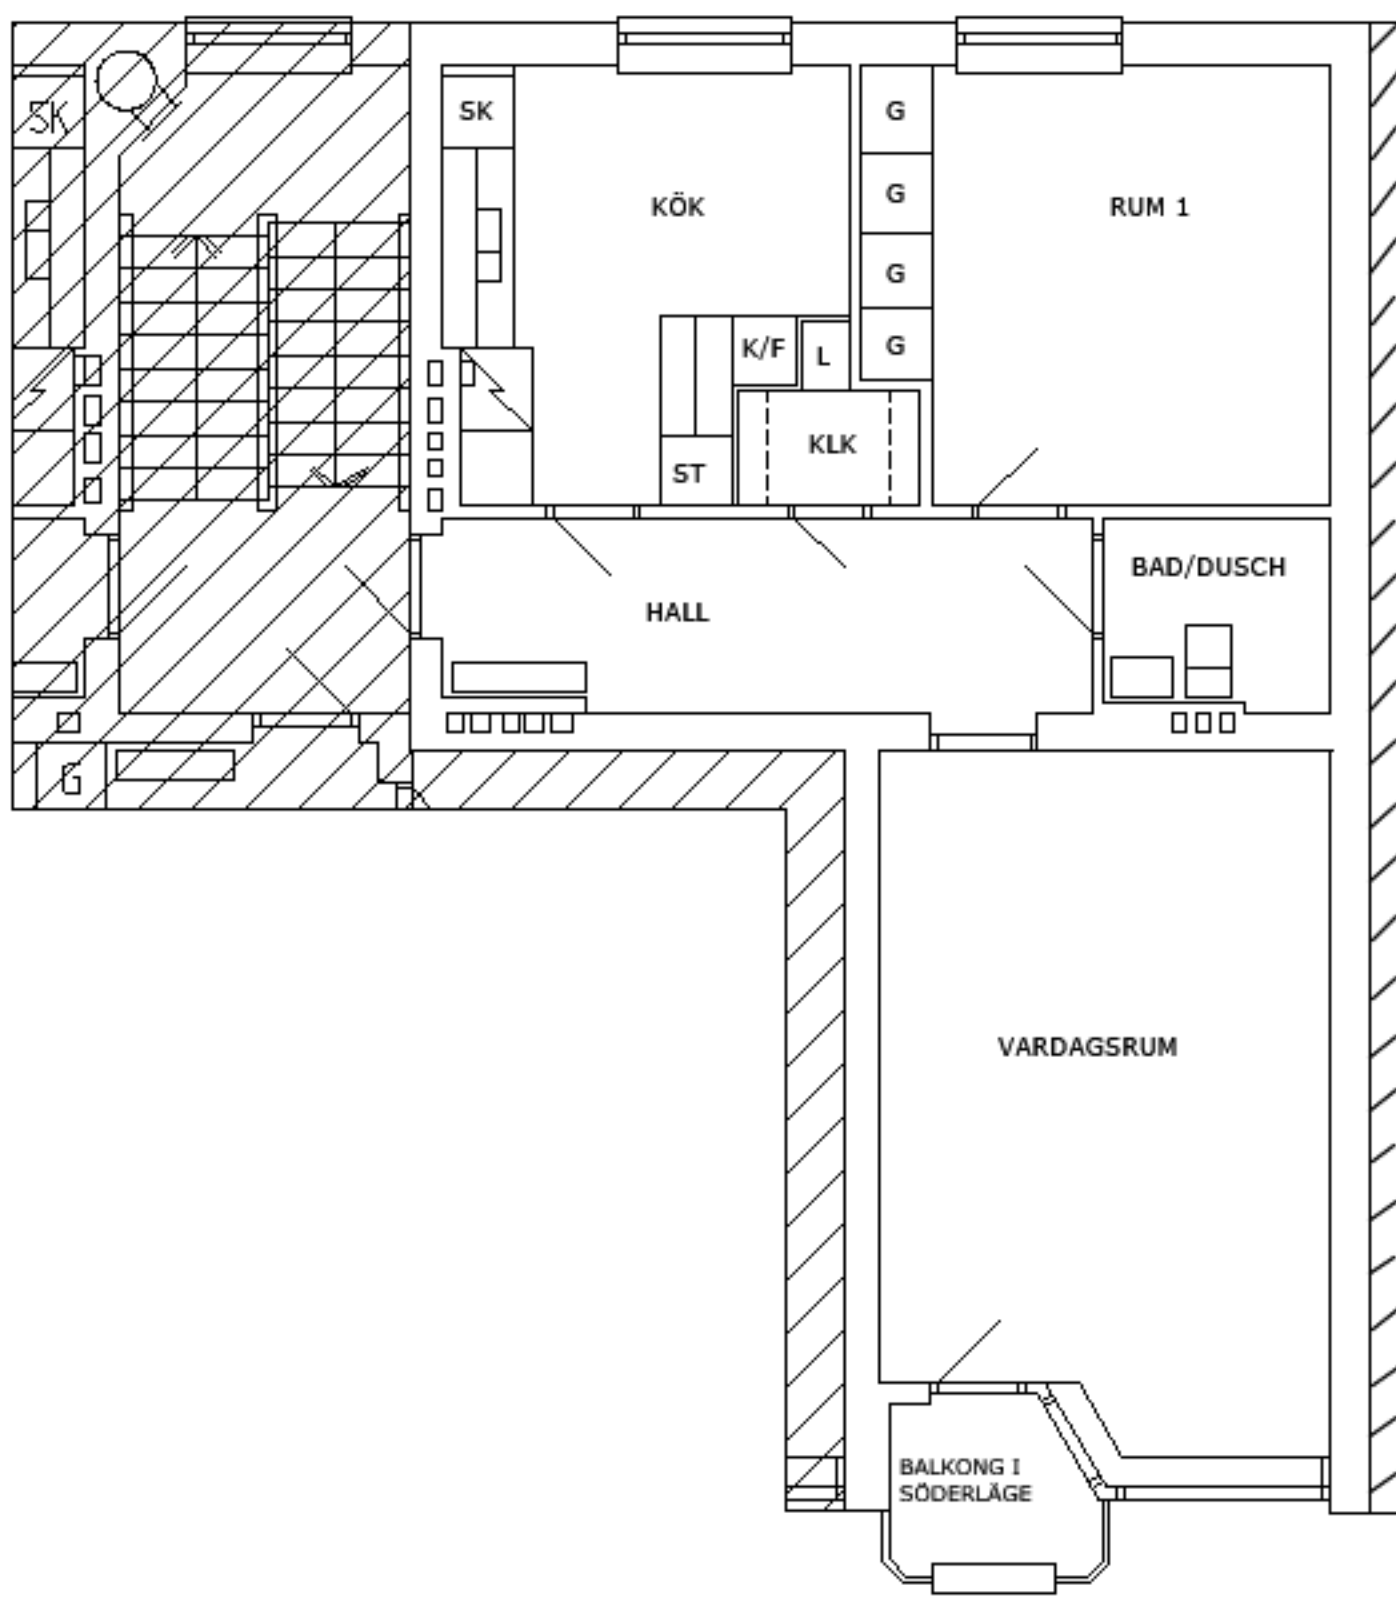 SK
SK
G
KÖK
G
RUM 1
G
K/F
L
G
KLK
ST
BAD/DUSCH
HALL
G
VARDAGSRUM
BALKONG I
SÖDERLÄGE